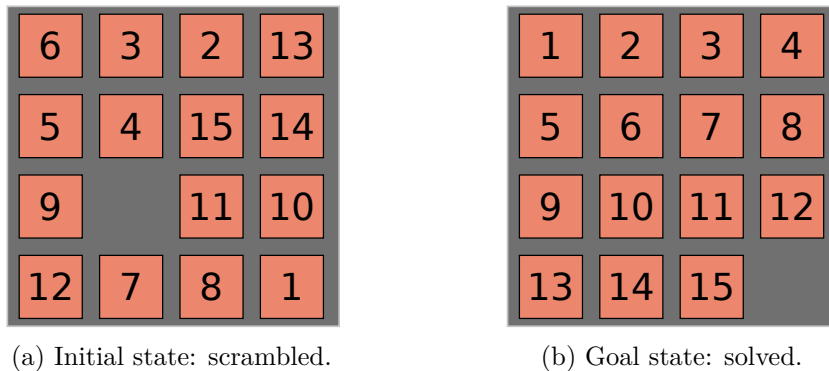 6 3 2 13
5 4 15 14
9 11 10
12 7 8 1
(a) Initial state: scrambled.
1 2 3 4
5 6 7 8
9 10 11 12
13 14 15
(b) Goal state: solved.